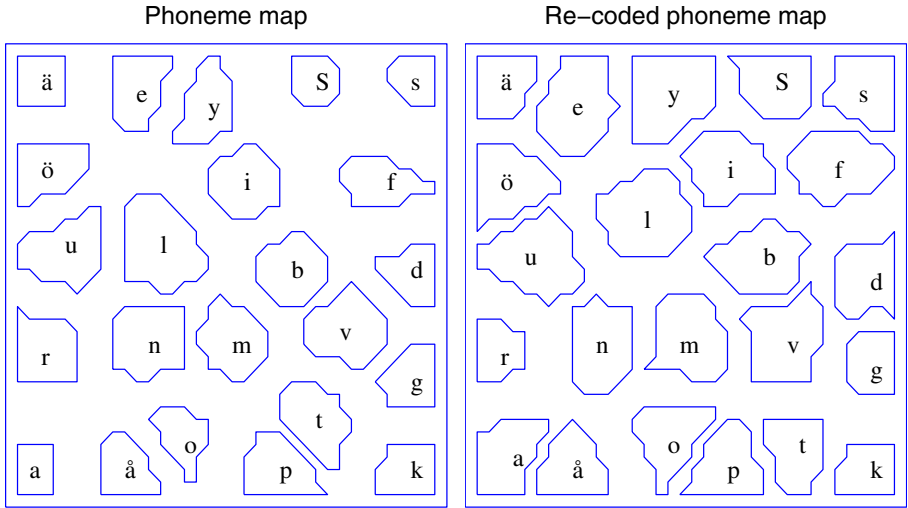 Phoneme map
Re−coded phoneme map
ä e y S s
ö i f
u l b d
r n m v g
a å o p t k
ä e y S s
ö i f
u l b d
r n m v g
a å o p t k